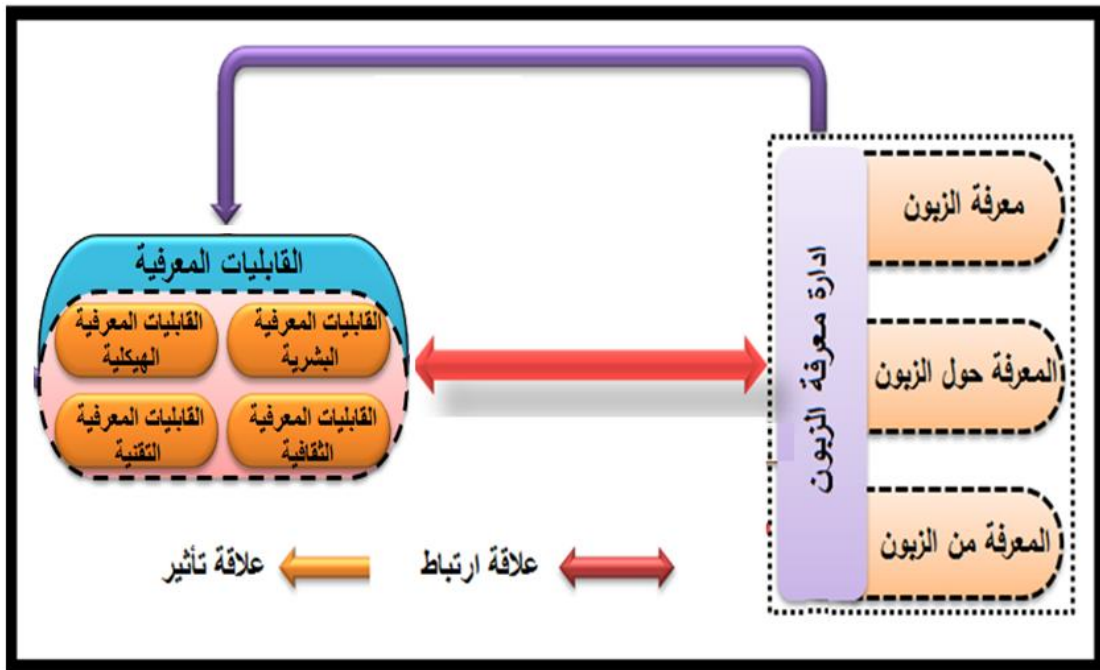 معرفة الزبون
المعرفة حول الزبون
المعرفة من الزبون
ادارة معرفة الزبون
القابليات المعرفية
القابليات المعرفية
البشرية
القابليات المعرفية
الهيكلية
القابليات المعرفية
الثقافية
القابليات المعرفية
التقنية
علاقة ارتباط
علاقة تأثير